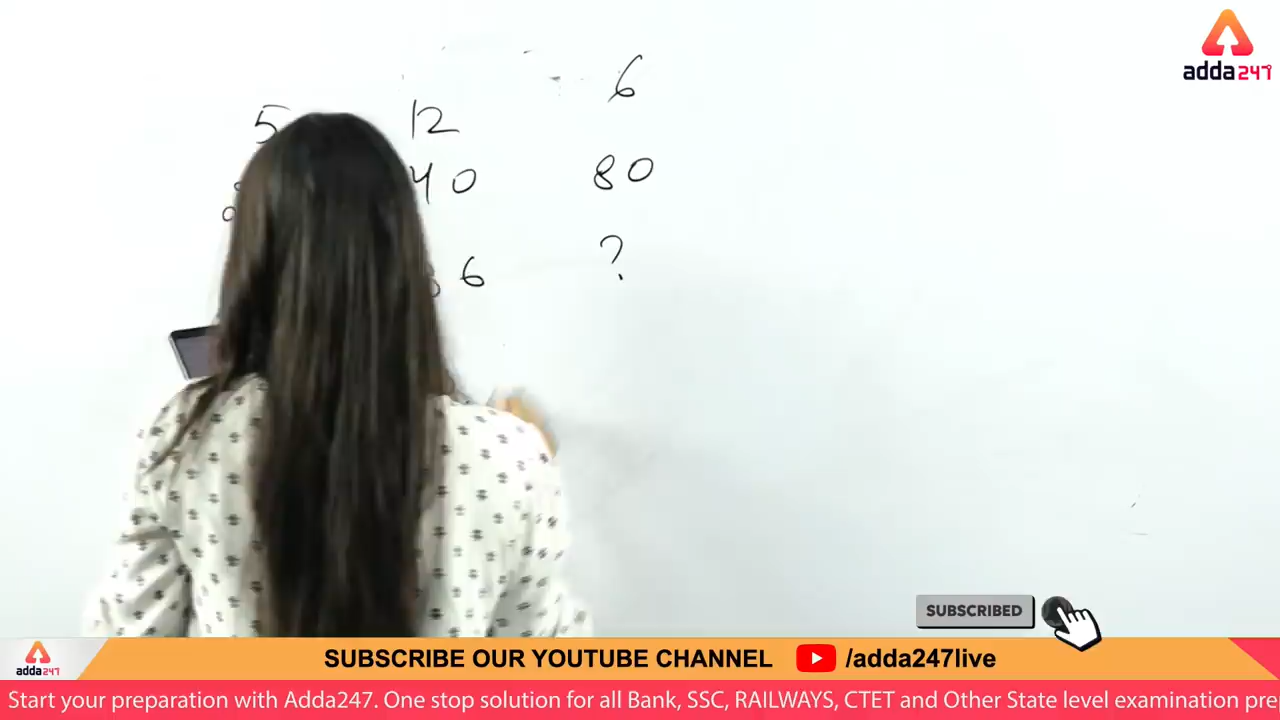 6
5 12
40 80
6 ?
adda247
SUBSCRIBED
adda247
SUBSCRIBE OUR YOUTUBE CHANNEL /adda247live
Start your preparation with Adda247. One stop solution for all Bank, SSC, RAILWAYS, CTET and Other State level examination pre